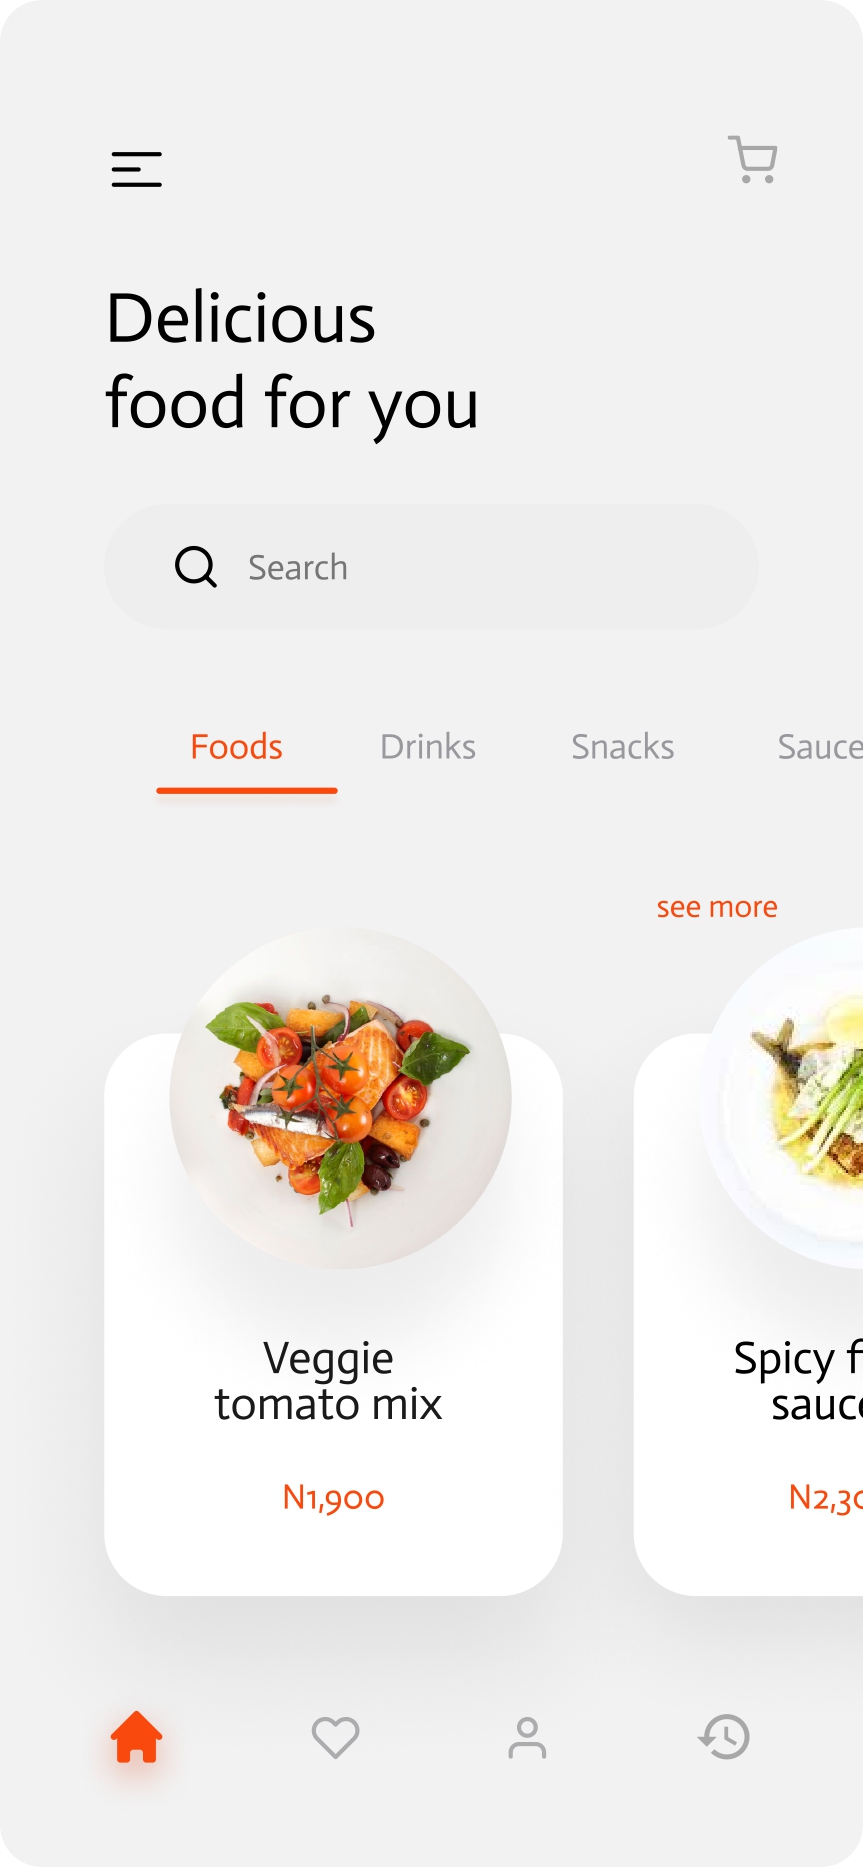 Delicious
food for you
Search
Foods Drinks Snacks Sauce
see more
Veggie
tomato mix
N1,900
Spicy
sauce
N2,3